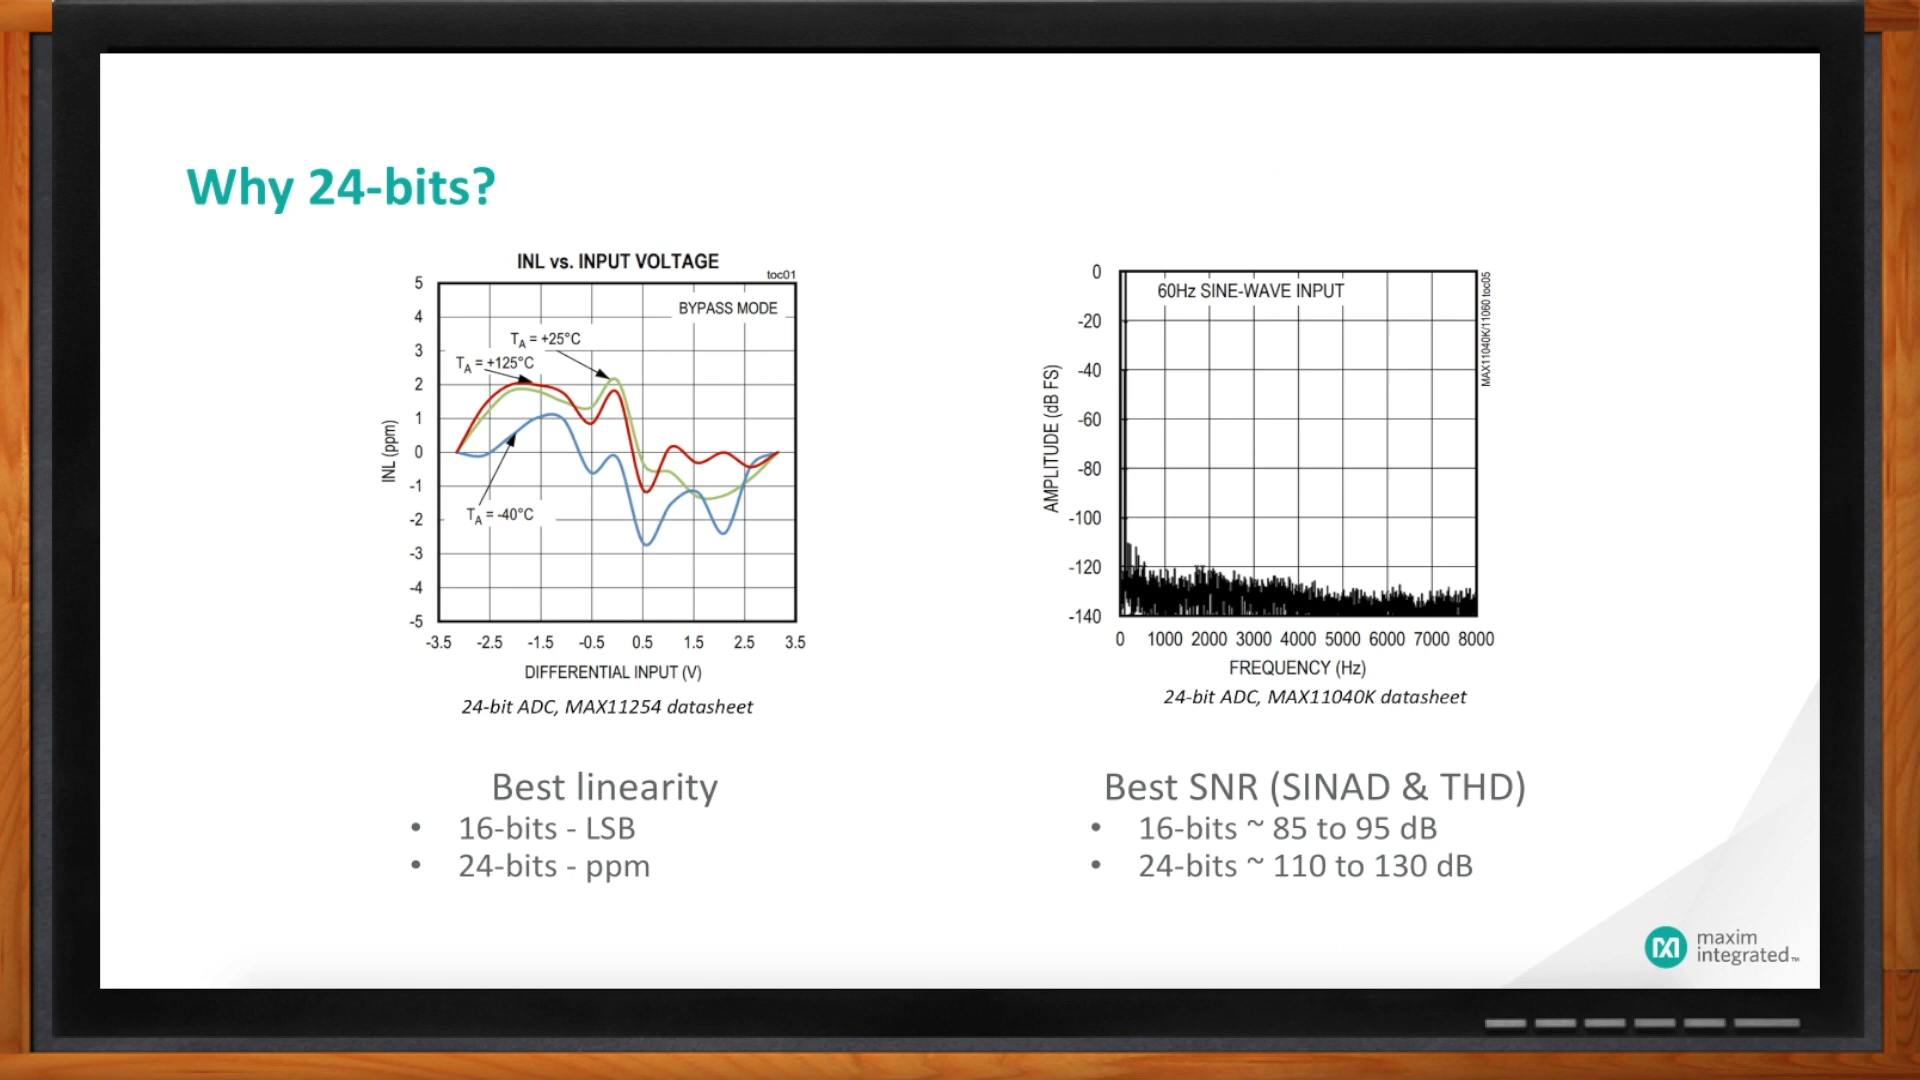 Why 24-bits?
INL vs. INPUT VOLTAGE
toc01
BYPASS MODE
TA = +25°C
TA = +125°C
TA = -40°C
INL (ppm)
5
4
3
2
1
0
-1
-2
-3
-4
-5
-3.5 -2.5 -1.5 -0.5 0.5 1.5 2.5 3.5
DIFFERENTIAL INPUT (V)
24-bit ADC, MAX11254 datasheet
Best linearity
• 16-bits - LSB
• 24-bits - ppm
60Hz SINE-WAVE INPUT
MAX11040K/11060 toc05
AMPLITUDE (dB FS)
0
-20
-40
-60
-80
-100
-120
-140
0 1000 2000 3000 4000 5000 6000 7000 8000
FREQUENCY (Hz)
24-bit ADC, MAX11040K datasheet
Best SNR (SINAD & THD)
• 16-bits ~ 85 to 95 dB
• 24-bits ~ 110 to 130 dB
maxim
integrated™